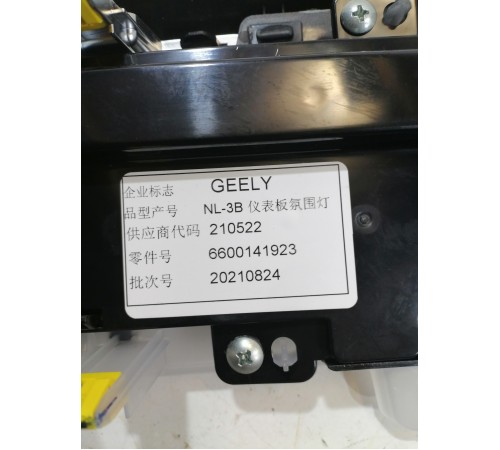 企业标志 GEELY
品型产号 NL-3B 仪表板氛围灯
供应商代码 210522
零件号 6600141923
批次号 20210824